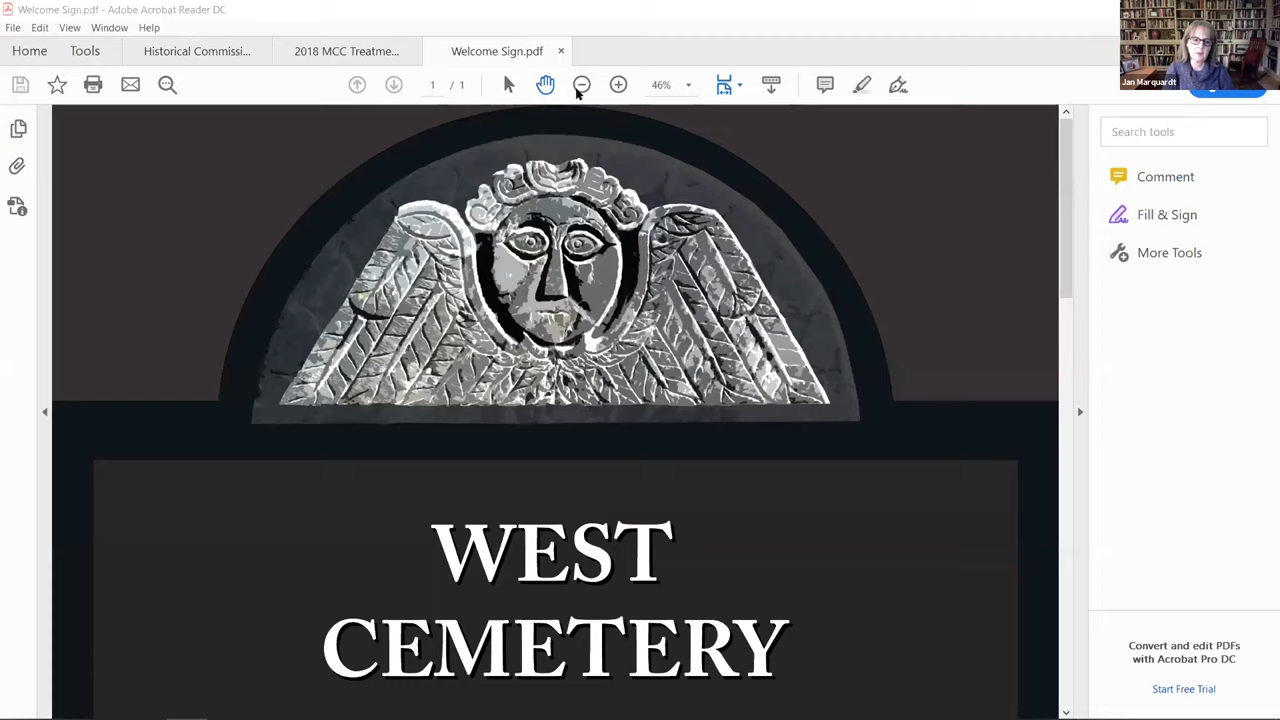 Welcome Sign.pdf - Adobe Acrobat Reader DC
File Edit View Window Help
Home Tools Historical Commissi... 2018 MCC Treatme... Welcome Sign.pdf ×
1 / 1 46%
Jan Marquardt
Search tools
Comment
Fill & Sign
More Tools
WEST
CEMETERY
Convert and edit PDFs
with Acrobat Pro DC
Start Free Trial